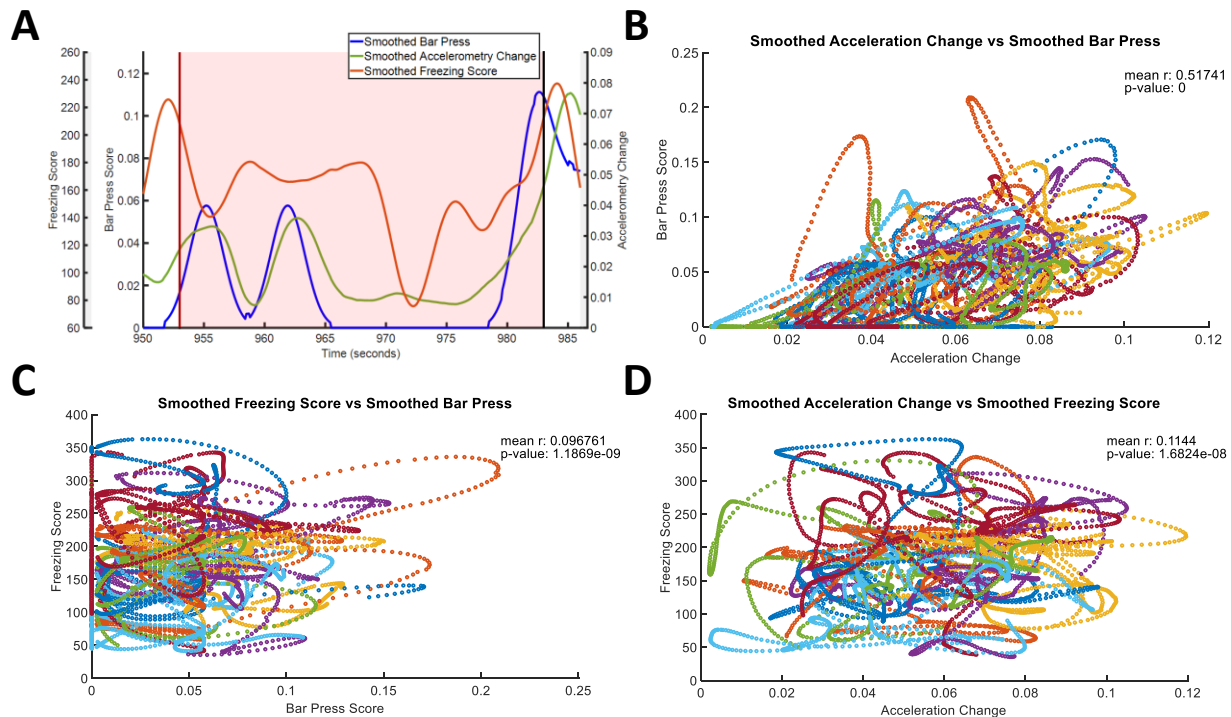 A
Smoothed Bar Press
Smoothed Accelerometry Change
Smoothed Freezing Score
260
240
220
200
180
160
140
120
100
80
60
Freezing Score
0.12
0.1
0.08
0.06
0.04
0.02
0
Bar Press Score
0.09
0.08
0.07
0.06
0.05
0.04
0.03
0.02
0.01
0
Accelerometry Change
950 955 960 965 970 975 980 985
Time (seconds)
B
Smoothed Acceleration Change vs Smoothed Bar Press
mean r: 0.51741
p-value: 0
0.25
0.2
0.15
0.1
0.05
0
Bar Press Score
0 0.02 0.04 0.06 0.08 0.1 0.12
Acceleration Change
C
Smoothed Freezing Score vs Smoothed Bar Press
mean r: 0.096761
p-value: 1.1869e-09
400
350
300
250
200
150
100
50
0
Freezing Score
0 0.05 0.1 0.15 0.2 0.25
Bar Press Score
D
Smoothed Acceleration Change vs Smoothed Freezing Score
mean r: 0.1144
p-value: 1.6824e-08
400
350
300
250
200
150
100
50
0
Freezing Score
0 0.02 0.04 0.06 0.08 0.1 0.12
Acceleration Change